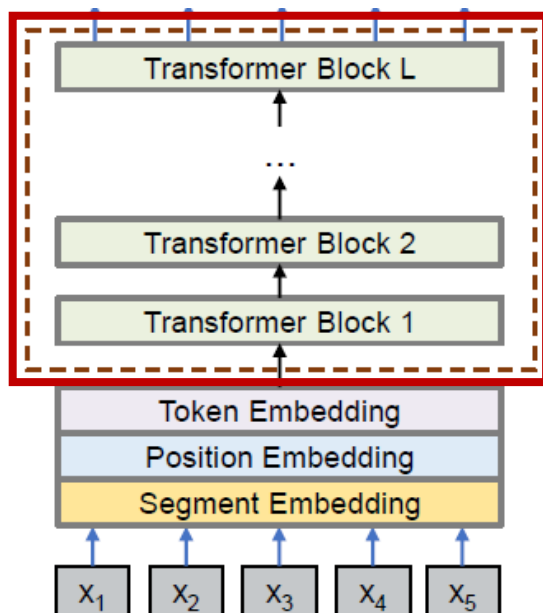 Transformer Block L
...
Transformer Block 2
Transformer Block 1
Token Embedding
Position Embedding
Segment Embedding
x₁ x₂ x₃ x₄ x₅